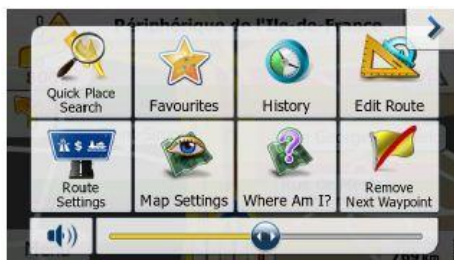 Périphérique de l'Ile-de-France
Quick Place
Search
Favourites
History
Edit Route
Route
Settings
Map Settings
Where Am I?
Remove
Next Waypoint